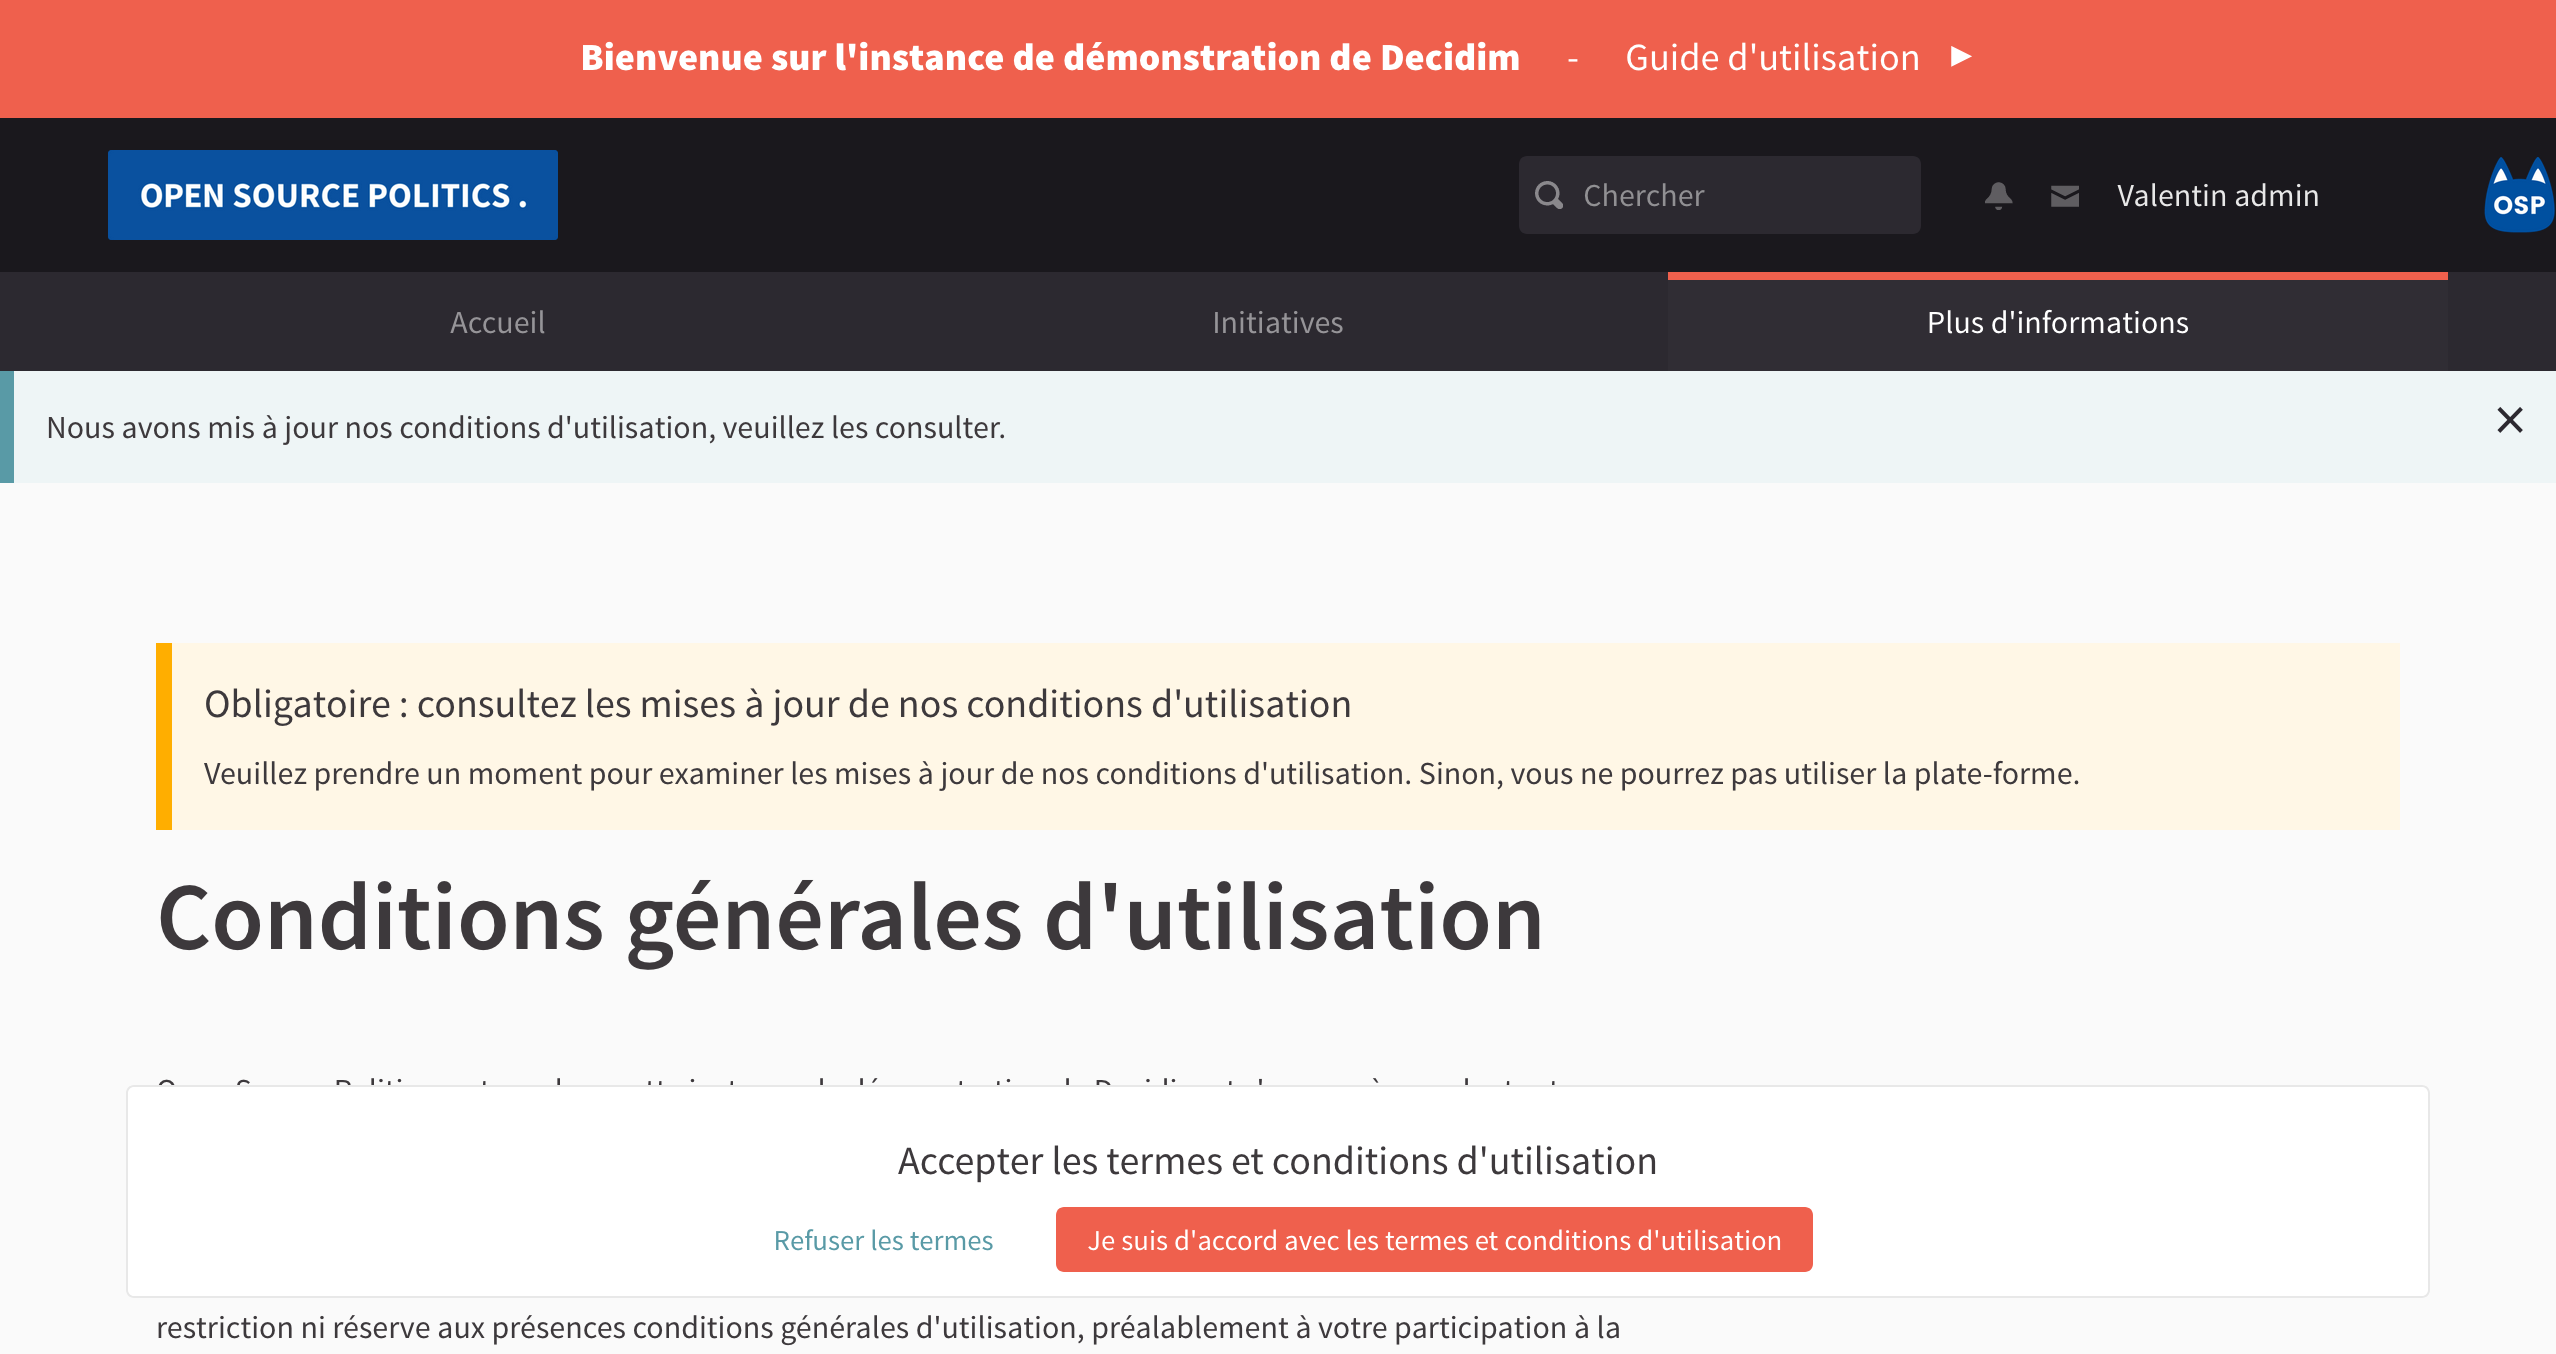 Bienvenue sur l'instance de démonstration de Decidim - Guide d'utilisation ►
OPEN SOURCE POLITICS .
Chercher
Valentin admin
OSP
Accueil
Initiatives
Plus d'informations
Nous avons mis à jour nos conditions d'utilisation, veuillez les consulter.
Obligatoire : consultez les mises à jour de nos conditions d'utilisation
Veuillez prendre un moment pour examiner les mises à jour de nos conditions d'utilisation. Sinon, vous ne pourrez pas utiliser la plate-forme.
Conditions générales d'utilisation
Accepter les termes et conditions d'utilisation
Refuser les termes
Je suis d'accord avec les termes et conditions d'utilisation
restriction ni réserve aux présences conditions générales d'utilisation, préalablement à votre participation à la